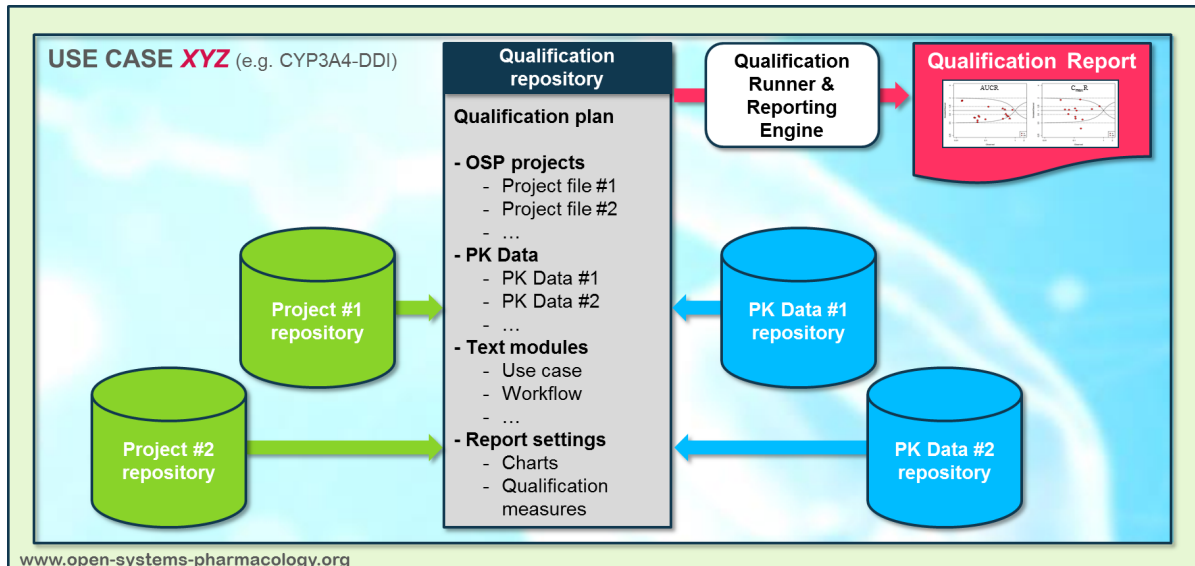 USE CASE XYZ (e.g. CYP3A4-DDI)
Qualification
repository
Qualification plan
- OSP projects
- Project file #1
- Project file #2
- …
- PK Data
- PK Data #1
- PK Data #2
- …
- Text modules
- Use case
- Workflow
- …
- Report settings
- Charts
- Qualification
measures
Qualification
Runner &
Reporting
Engine
Qualification Report
AUCR
CmaxR
Project #1
repository
Project #2
repository
PK Data #1
repository
PK Data #2
repository
www.open-systems-pharmacology.org